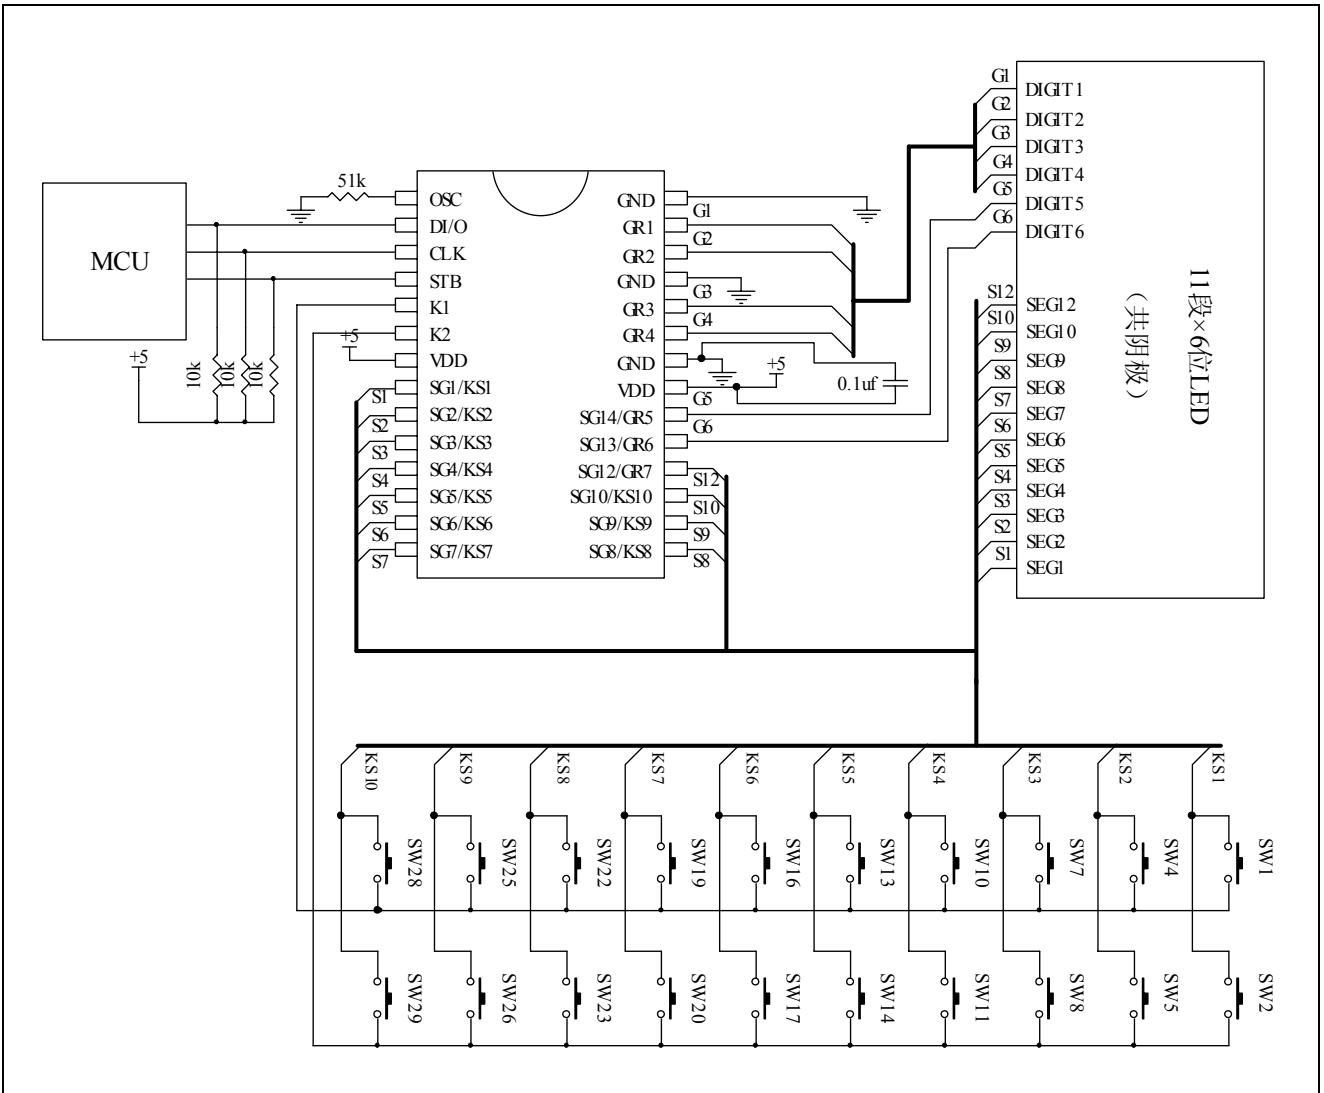 MCU
+5
10k
10k
10k
51k
+5
OSC
DI/O
CLK
STB
K1
K2
VDD
SG1/KS1
SG2/KS2
SG3/KS3
SG4/KS4
SG5/KS5
SG6/KS6
SG7/KS7
S1
S2
S3
S4
S5
S6
S7
GND
GR1
GR2
GND
GR3
GR4
GND
VDD
SG14/GR5
SG13/GR6
SG12/GR7
SG10/KS10
SG9/KS9
SG8/KS8
G1
G2
G3
G4
G5
G6
S12
S10
S9
S8
+5
0.1uf
G1
G2
G3
G4
G5
G6
DIGIT1
DIGIT2
DIGIT3
DIGIT4
DIGIT5
DIGIT6
S12
S10
S9
S8
S7
S6
S5
S4
S3
S2
S1
SEG12
SEG10
SEG9
SEG8
SEG7
SEG6
SEG5
SEG4
SEG3
SEG2
SEG1
11段×6位LED
（共阴极）
KS10
KS9
KS8
KS7
KS6
KS5
KS4
KS3
KS2
KS1
SW28
SW25
SW22
SW19
SW16
SW13
SW10
SW7
SW4
SW1
SW29
SW26
SW23
SW20
SW17
SW14
SW11
SW8
SW5
SW2